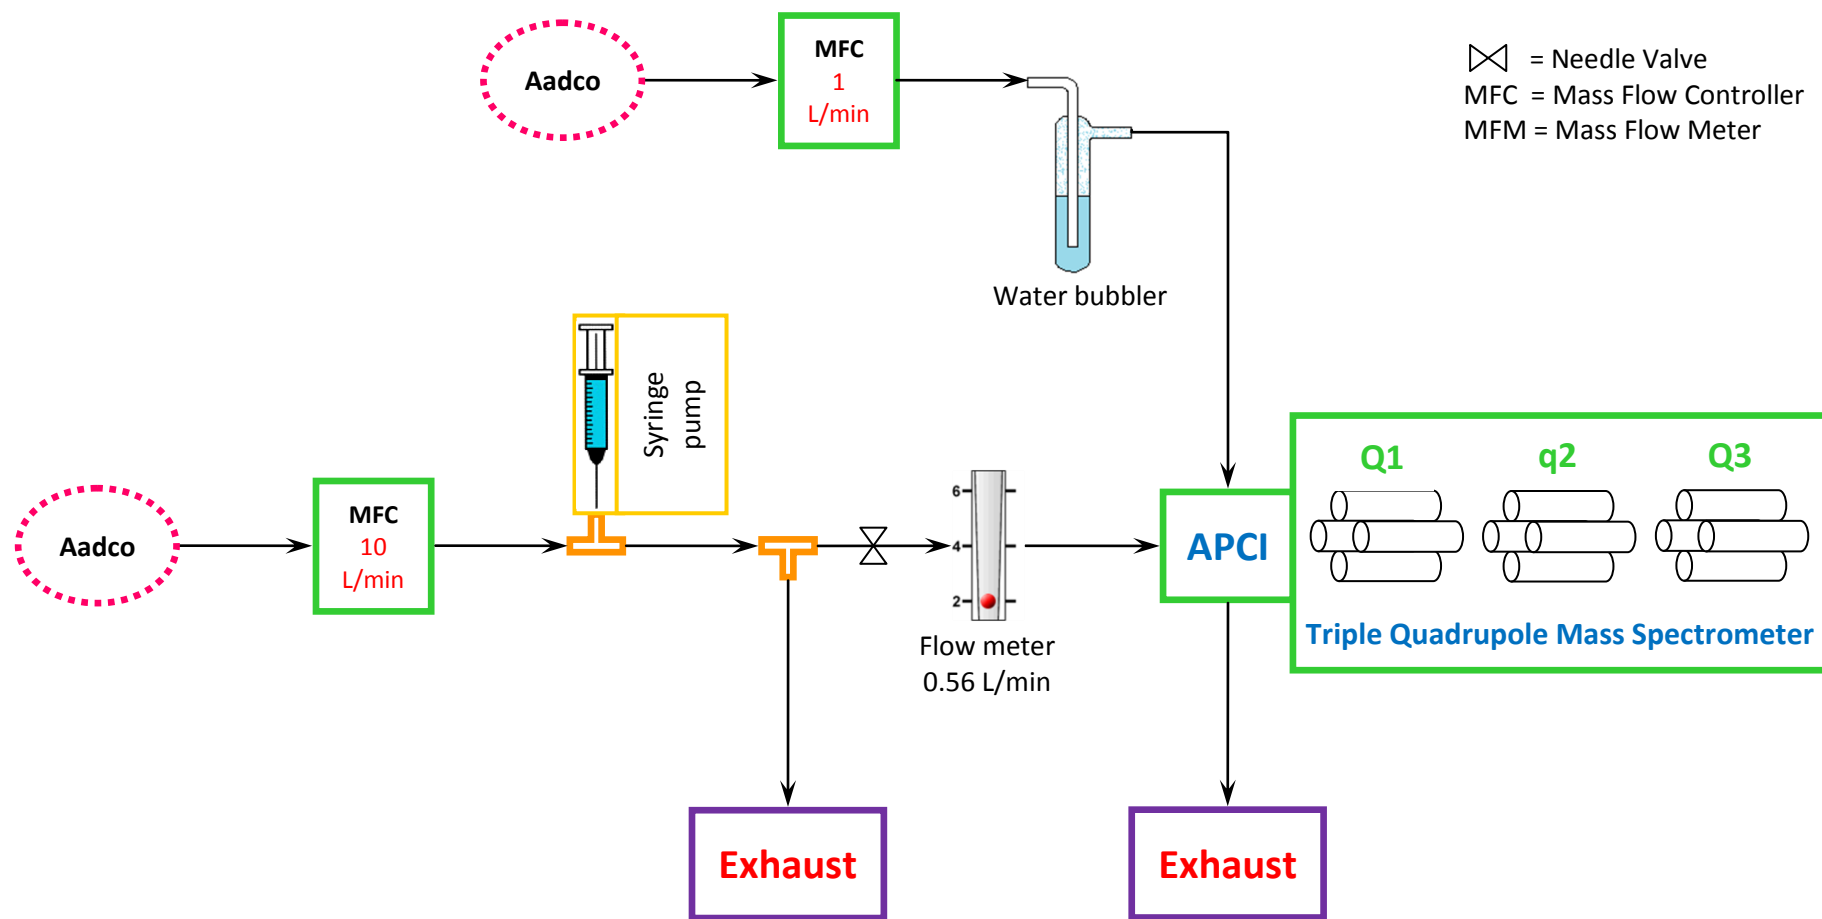 Aadco
MFC
1
L/min
= Needle Valve
MFC = Mass Flow Controller
MFM = Mass Flow Meter
Water bubbler
Syringe
pump
Aadco
MFC
10
L/min
6
4
2
Flow meter
0.56 L/min
APCI
Q1 q2 Q3
Triple Quadrupole Mass Spectrometer
Exhaust
Exhaust